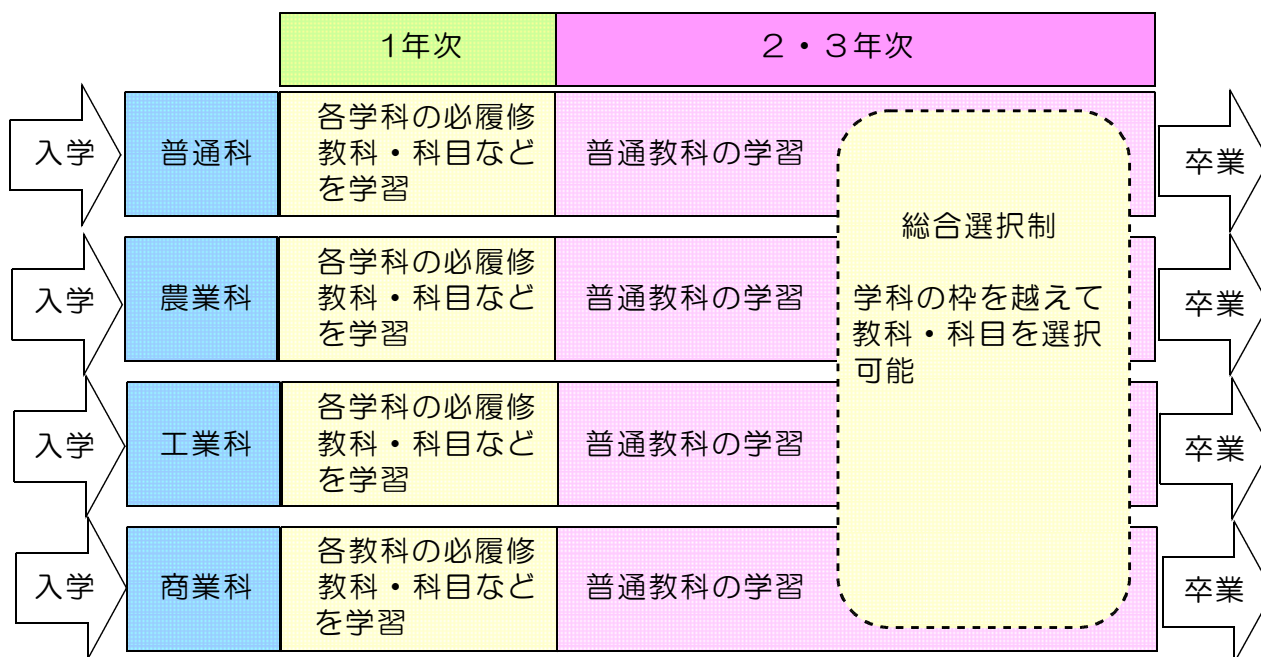 1年次
２・３年次
入学
普通科
各学科の必履修
教科・科目など
を学習
普通教科の学習
卒業
総合選択制
学科の枠を越えて
教科・科目を選択
可能
入学
農業科
各学科の必履修
教科・科目など
を学習
普通教科の学習
卒業
入学
工業科
各学科の必履修
教科・科目など
を学習
普通教科の学習
卒業
入学
商業科
各教科の必履修
教科・科目など
を学習
普通教科の学習
卒業